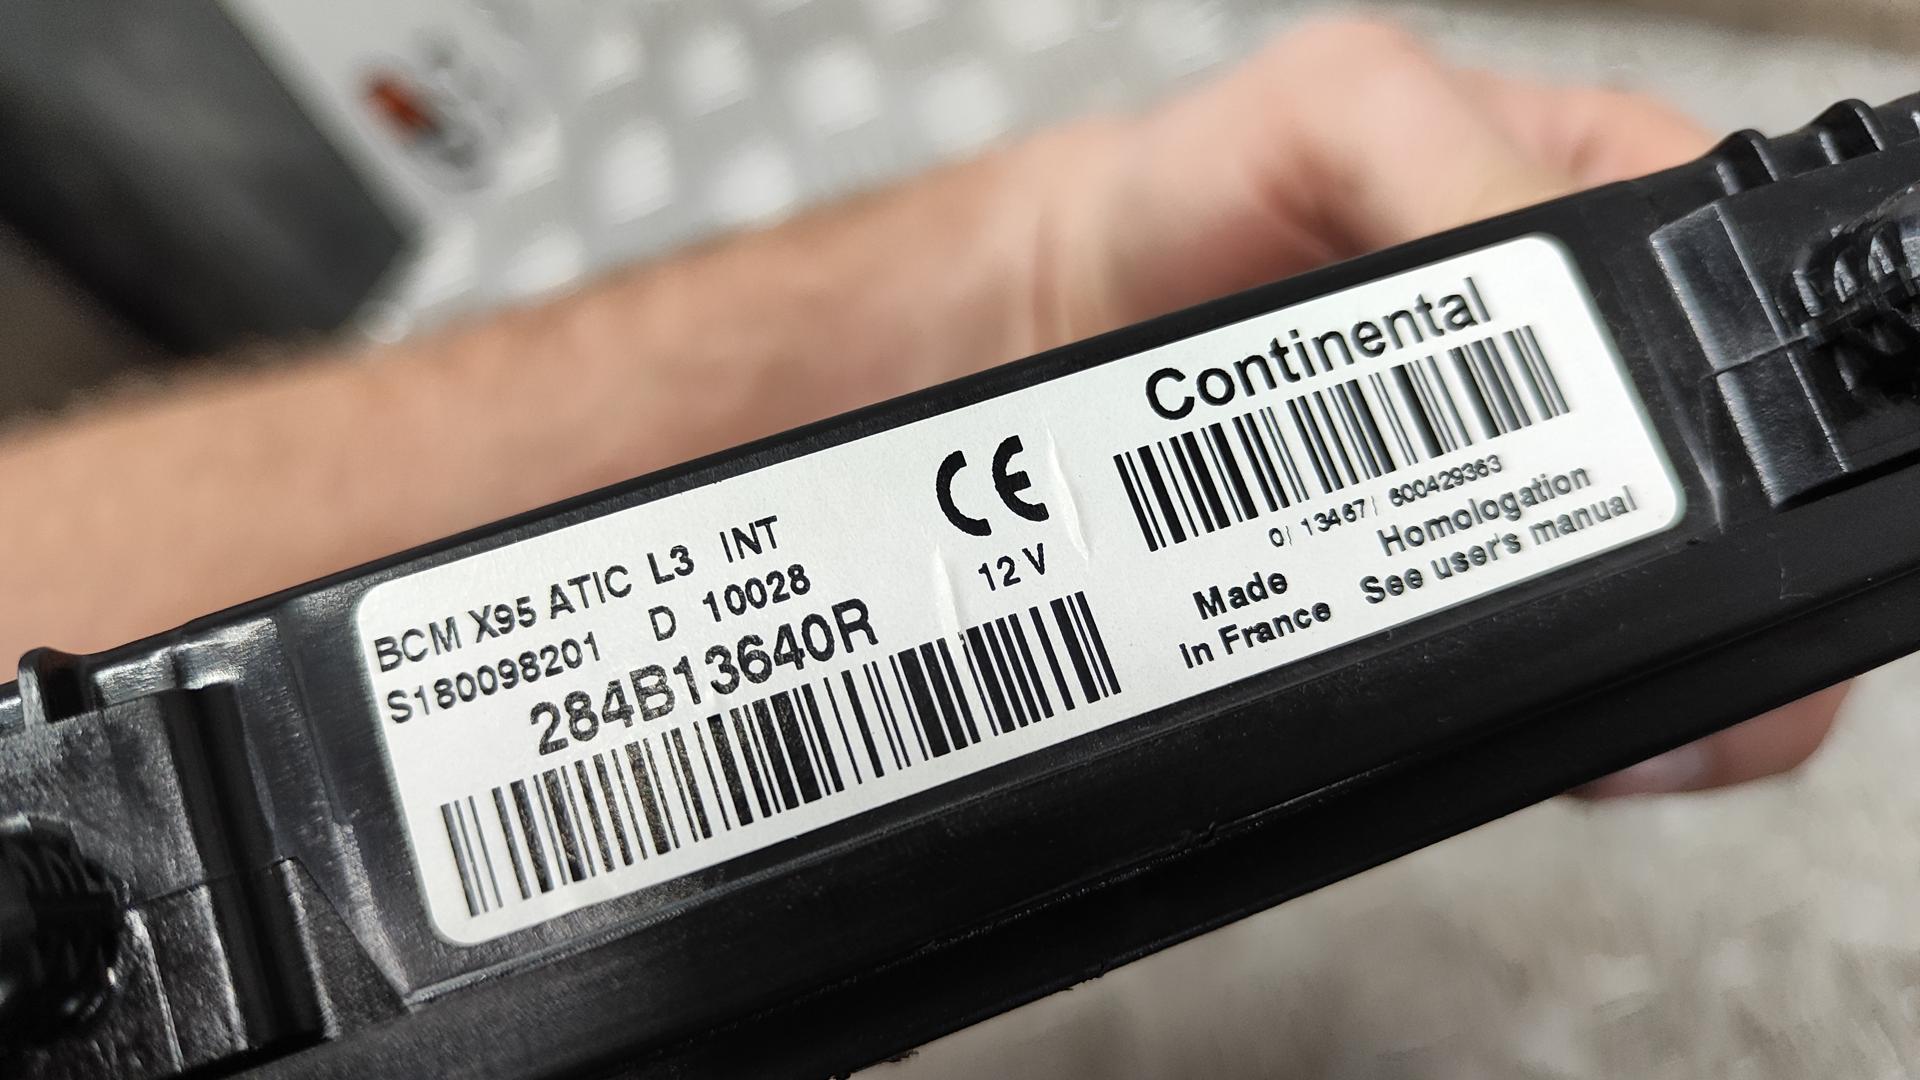 BCM X95 ATIC L3 INT
S180098201 D 10028
284B13640R
CE
12 V
Continental
0/ 13467/ 600429363
Homologation
See user's manual
Made
in France